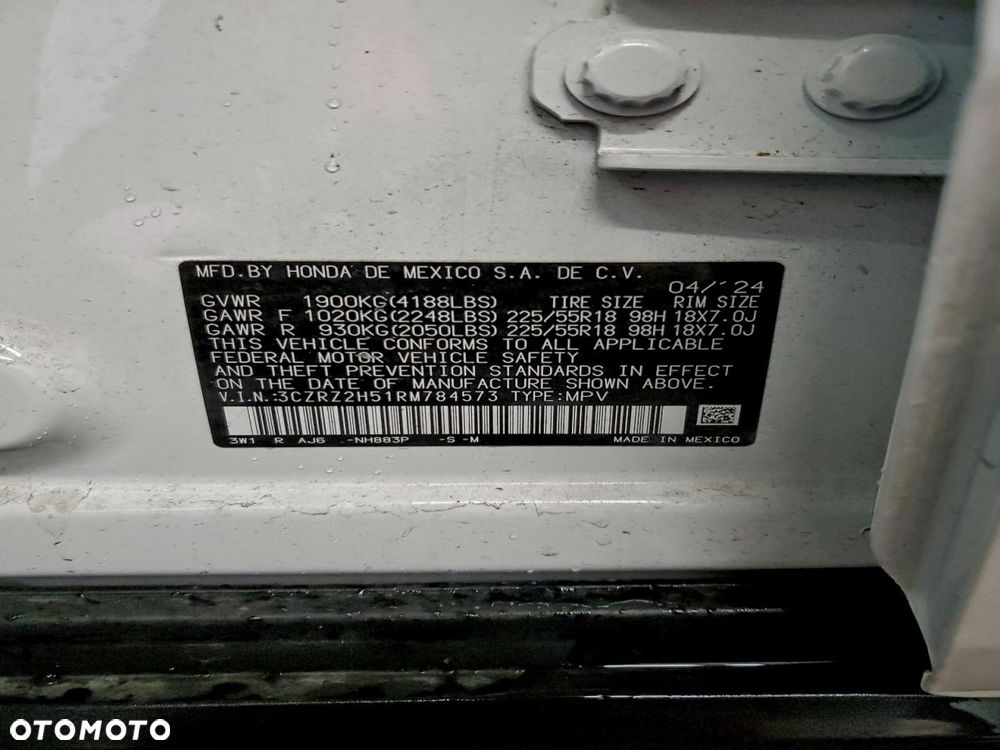 MFD.BY HONDA DE MEXICO S.A. DE C.V.
04/'24
GVWR 1900KG(4188LBS) TIRE SIZE RIM SIZE
GAWR F 1020KG(2248LBS) 225/55R18 98H 18X7.0J
GAWR R 930KG(2050LBS) 225/55R18 98H 18X7.0J
THIS VEHICLE CONFORMS TO ALL APPLICABLE
FEDERAL MOTOR VEHICLE SAFETY
AND THEFT PREVENTION STANDARDS IN EFFECT
ON THE DATE OF MANUFACTURE SHOWN ABOVE.
V.I.N.:3CZRZ2H51RM784573 TYPE:MPV
3W1 R AJ6 -NH883P -S -M MADE IN MEXICO
OTOMOTO